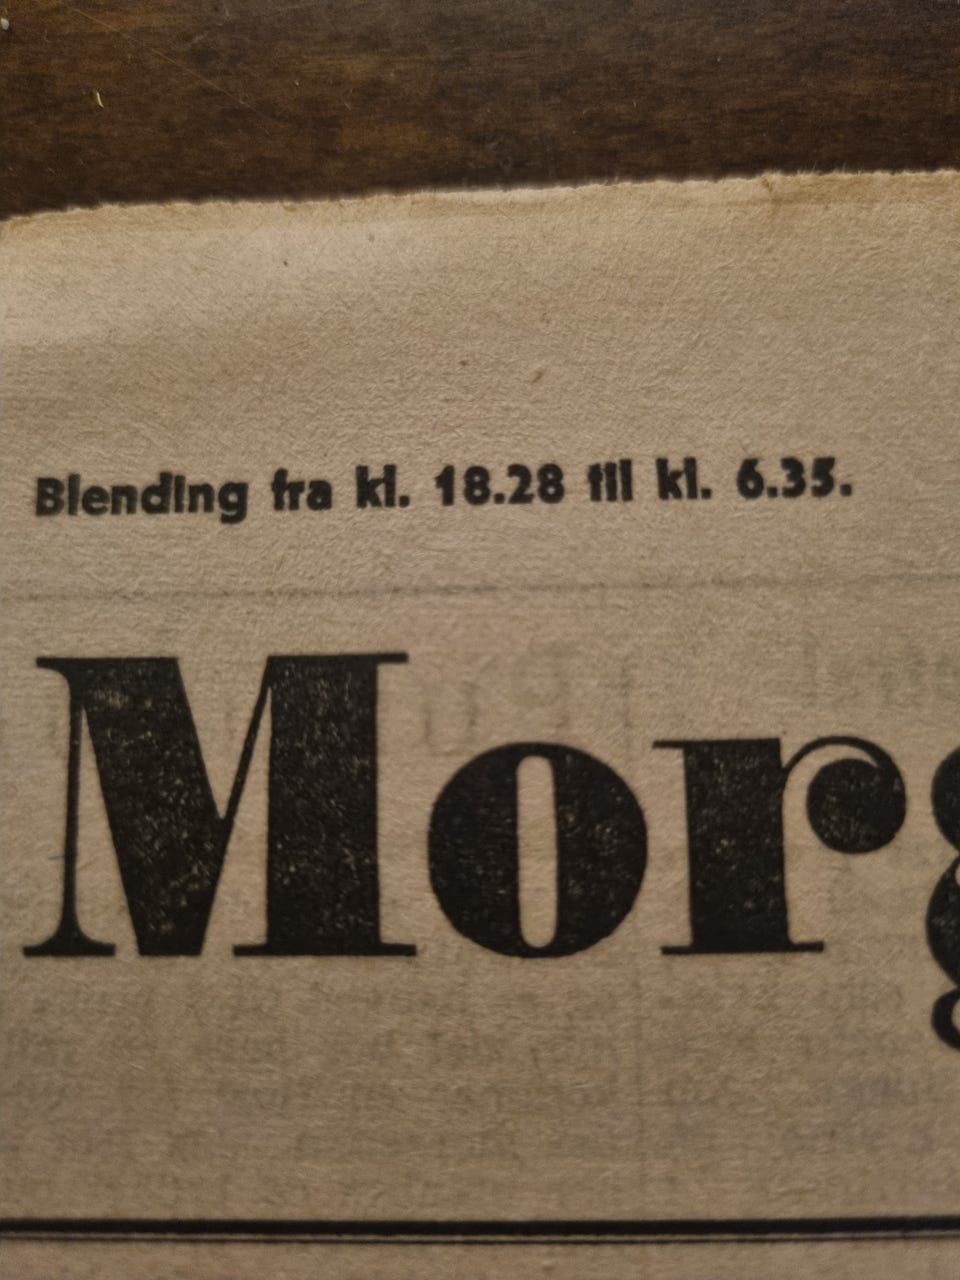 Blending fra kl. 18.28 til kl. 6.35.
Morg